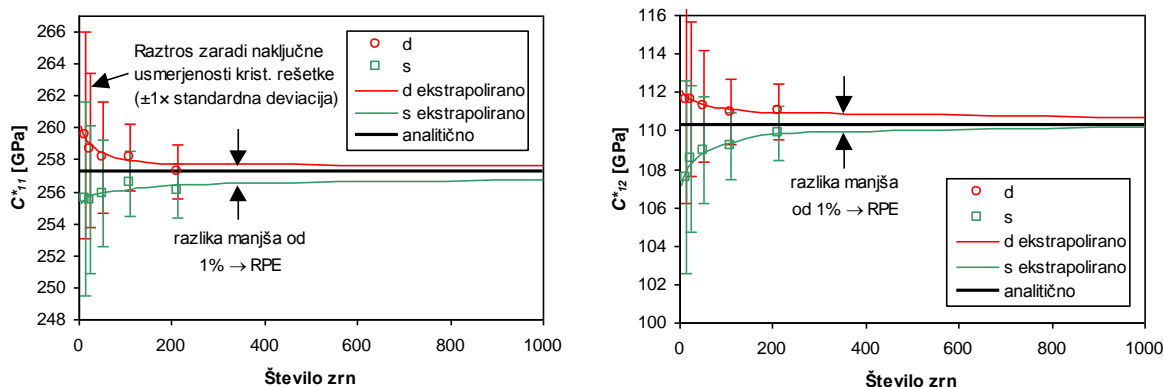 268
266
264
262
260
258
256
254
252
250
248
C*11 [GPa]
Raztros zaradi naključne
usmerjenosti krist. rešetke
(±1× standardna deviacija)
d
s
d ekstrapolirano
s ekstrapolirano
analitično
razlika manjša od
1% → RPE
0 200 400 600 800 1000
Število zrn
116
114
112
110
108
106
104
102
100
C*12 [GPa]
razlika manjša
od 1% → RPE
d
s
d ekstrapolirano
s ekstrapolirano
analitično
0 200 400 600 800 1000
Število zrn